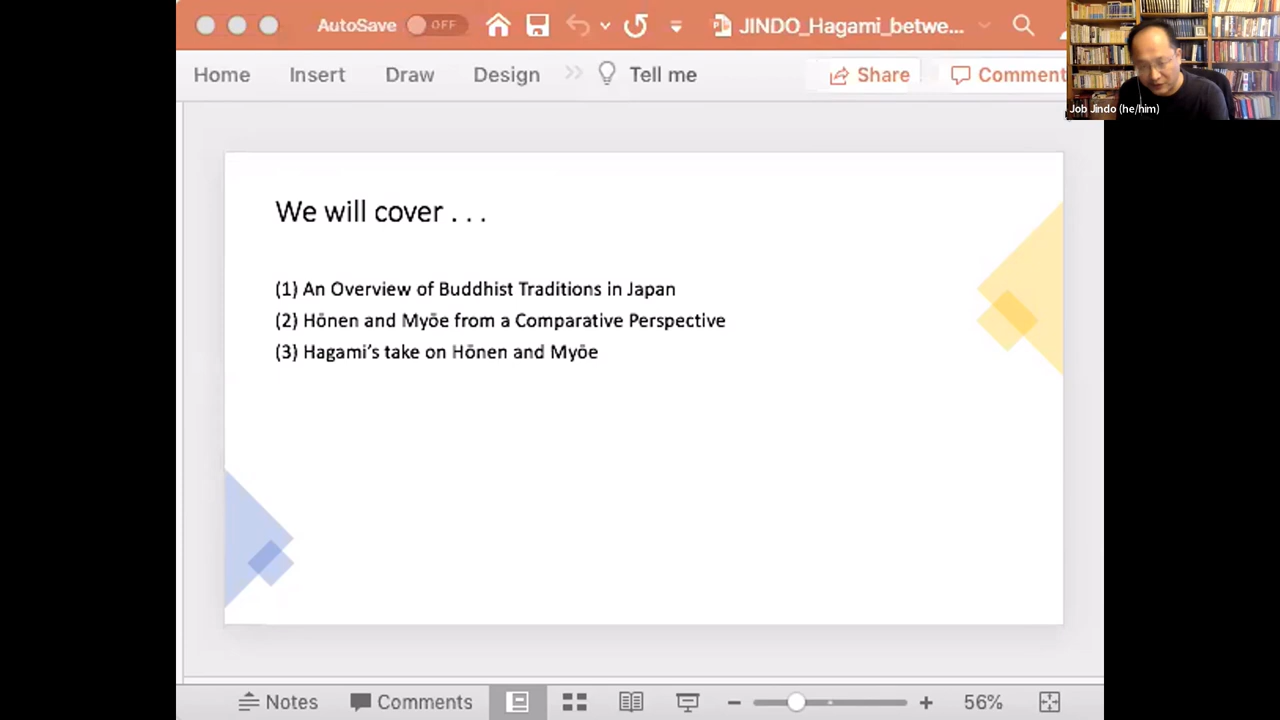 AutoSave OFF JINDO_Hagami_betwe...
Home Insert Draw Design Tell me Share Comment
Job Jindo (he/him)
We will cover . . .
(1) An Overview of Buddhist Traditions in Japan
(2) Hōnen and Myōe from a Comparative Perspective
(3) Hagami's take on Hōnen and Myōe
Notes Comments 56%